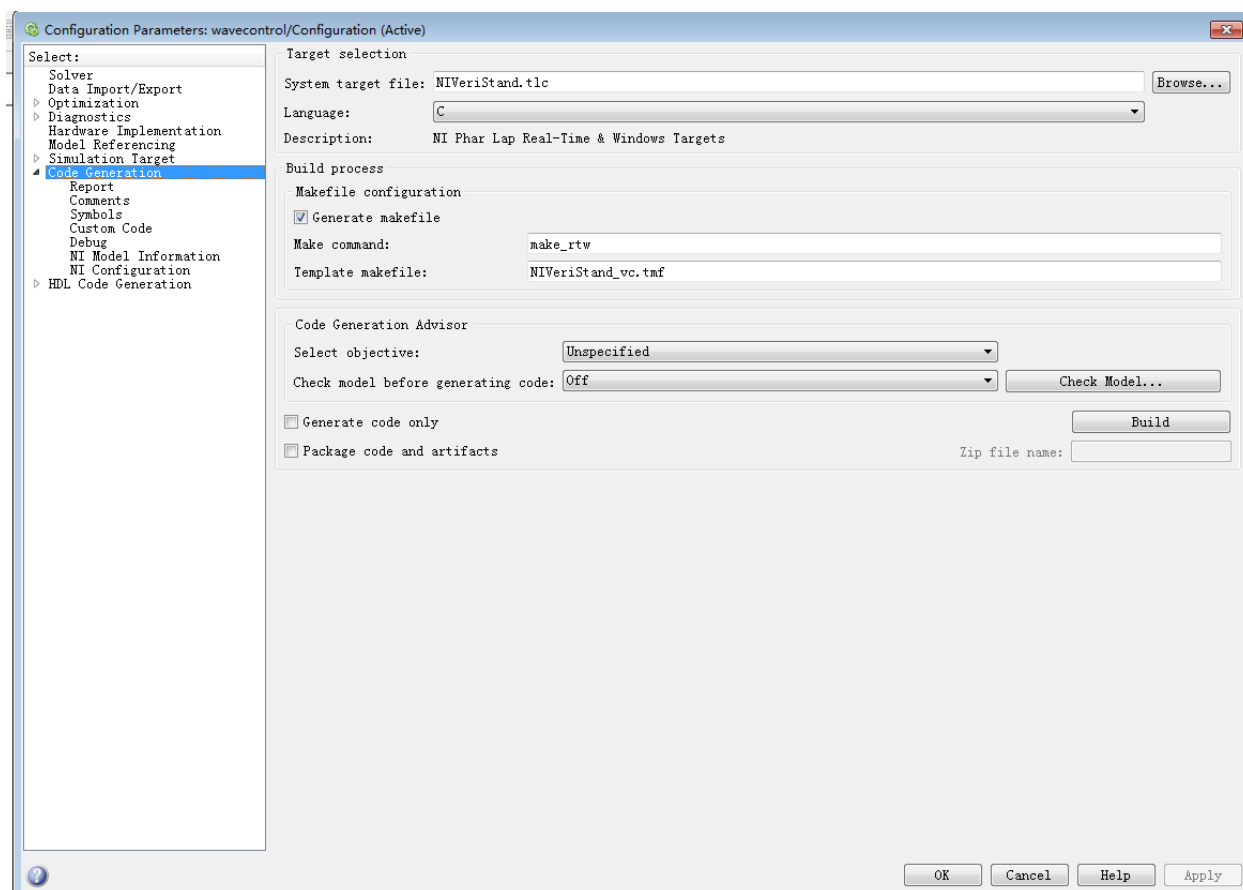 Configuration Parameters: wavecontrol/Configuration (Active)
Select:
Solver
Data Import/Export
Optimization
Diagnostics
Hardware Implementation
Model Referencing
Simulation Target
Code Generation
Report
Comments
Symbols
Custom Code
Debug
NI Model Information
NI Configuration
HDL Code Generation
Target selection
System target file: NIVeriStand.tlc Browse...
Language: C
Description: NI Phar Lap Real-Time & Windows Targets
Build process
Makefile configuration
Generate makefile
Make command: make_rtw
Template makefile: NIVeriStand_vc.tmf
Code Generation Advisor
Select objective: Unspecified
Check model before generating code: Off Check Model...
Generate code only Build
Package code and artifacts Zip file name:
OK Cancel Help Apply